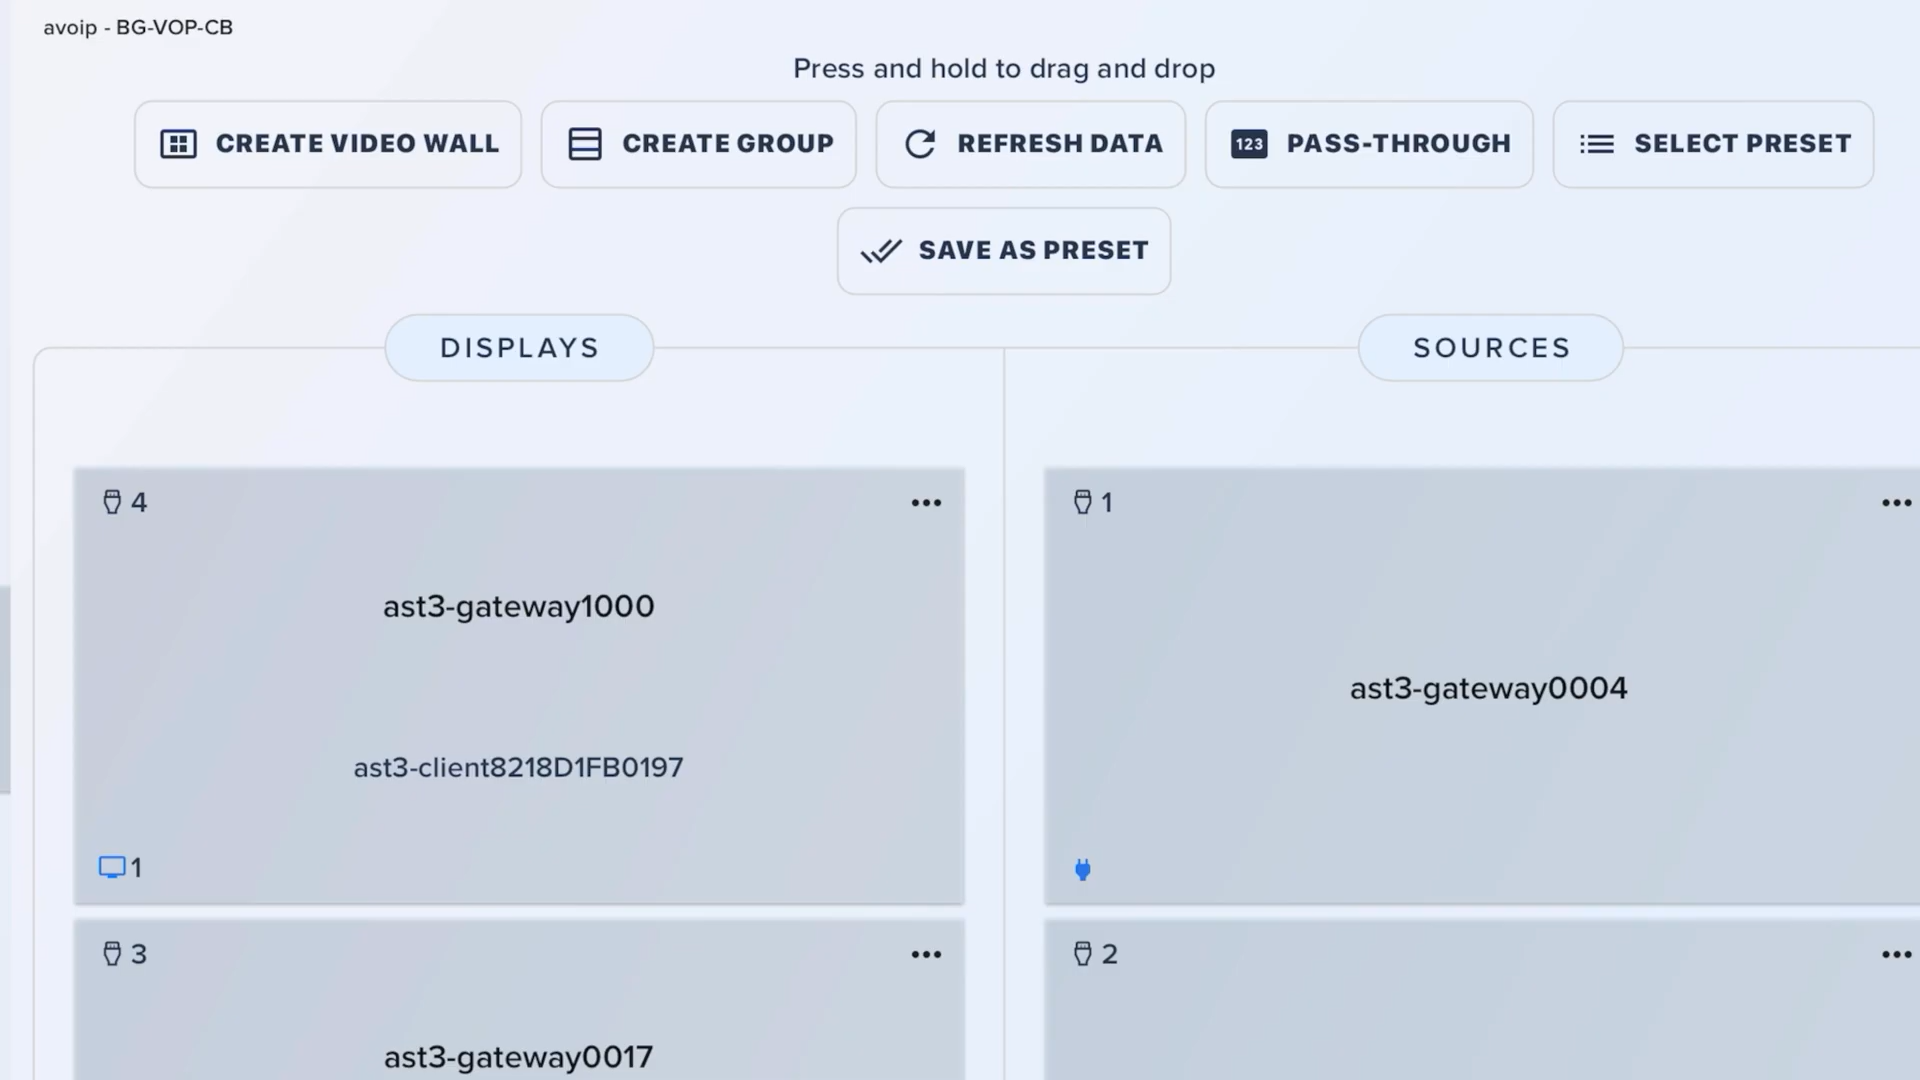 avoip - BG-VOP-CB
Press and hold to drag and drop
CREATE VIDEO WALL
CREATE GROUP
REFRESH DATA
123 PASS-THROUGH
SELECT PRESET
SAVE AS PRESET
DISPLAYS
SOURCES
4
ast3-gateway1000
ast3-client8218D1FB0197
1
1
ast3-gateway0004
3
ast3-gateway0017
2